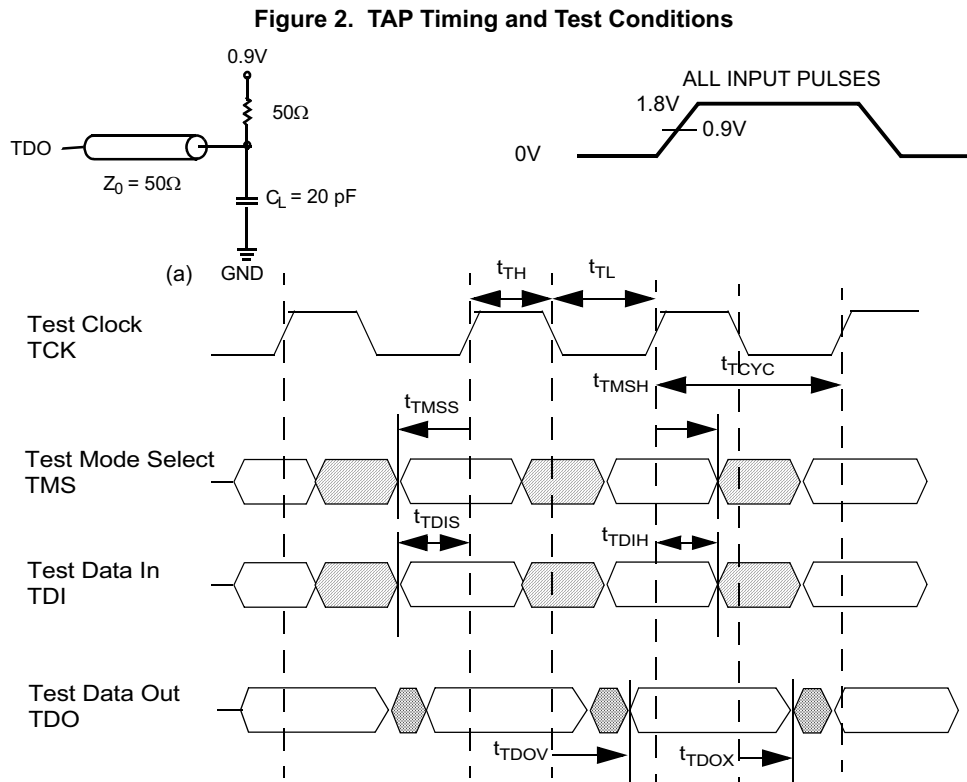 Figure 2. TAP Timing and Test Conditions
0.9V
50Ω
TDO
Z0 = 50Ω
CL = 20 pF
(a)
GND
ALL INPUT PULSES
1.8V
0.9V
0V
tTH
tTL
Test Clock
TCK
tTMSH
tTCYC
tTMSS
Test Mode Select
TMS
tTDIS
tTDIH
Test Data In
TDI
Test Data Out
TDO
tTDOV
tTDOX